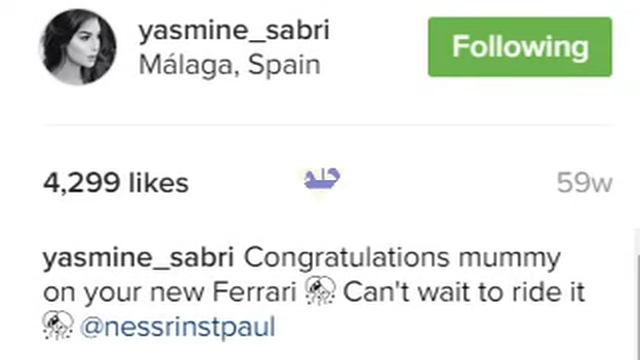 yasmine_sabri
Málaga, Spain
Following
4,299 likes
59w
yasmine_sabri Congratulations mummy
on your new Ferrari Can't wait to ride it
@nessrinstpaul